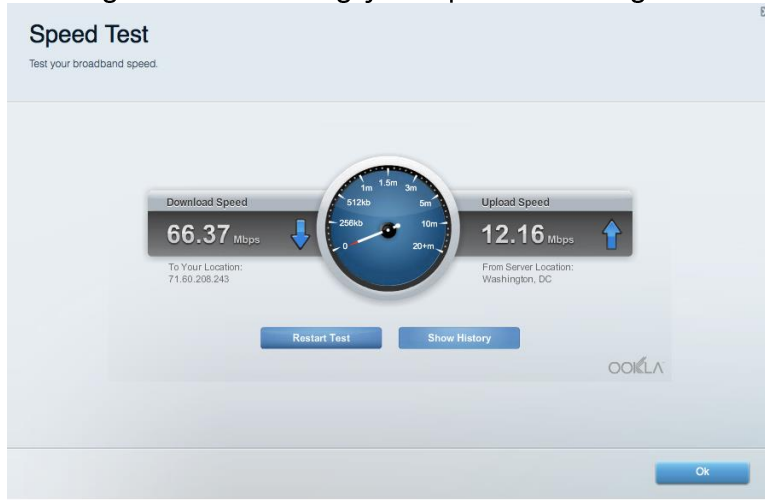 Speed Test
Test your broadband speed.
Download Speed
66.37 Mbps
To Your Location:
71.60.208.243
0
256kb
512kb
1m
1.5m
3m
5m
10m
20+m
Upload Speed
12.16 Mbps
From Server Location:
Washington, DC
Restart Test
Show History
OOKLA
Ok